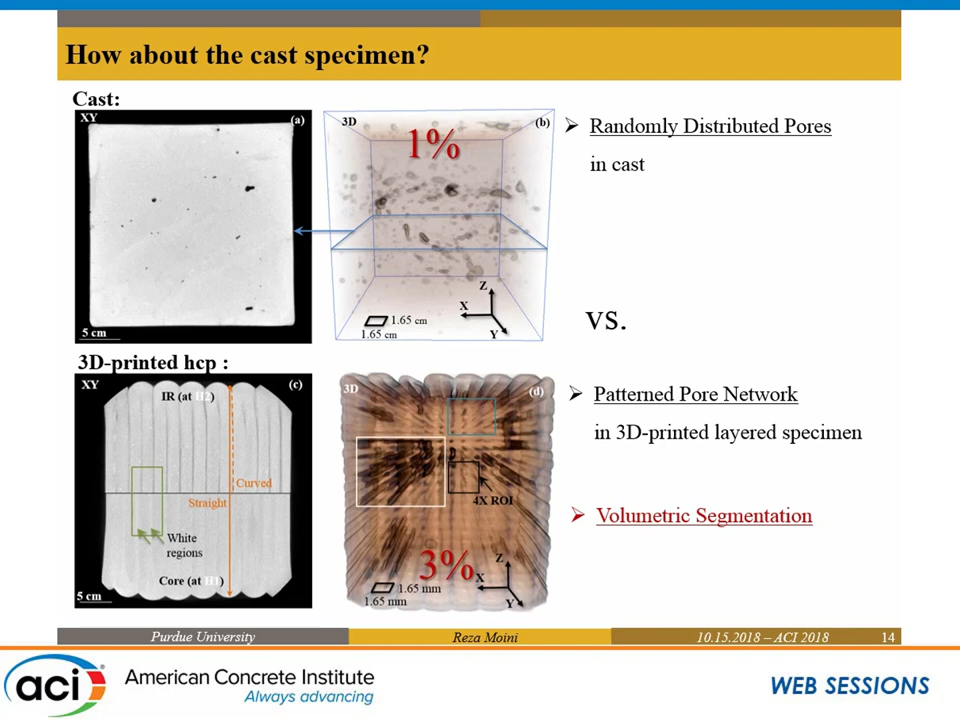 How about the cast specimen?
Cast:
XY
(a)
5 cm
3D
(b)
1%
Z
X
Y
1.65 cm
1.65 cm
➢ Randomly Distributed Pores
in cast
vs.
3D-printed hcp :
XY
(c)
IR (at H2)
Curved
Straight
White
regions
Core (at H1)
5 cm
3D
(d)
4X ROI
3%
Z
X
Y
1.65 mm
1.65 mm
➢ Patterned Pore Network
in 3D-printed layered specimen
➢ Volumetric Segmentation
Purdue University
Reza Moini
10.15.2018 – ACI 2018
14
aci
American Concrete Institute
Always advancing
WEB SESSIONS